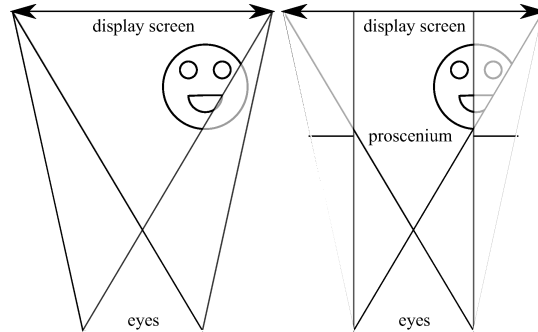 display screen
display screen
proscenium
eyes
eyes